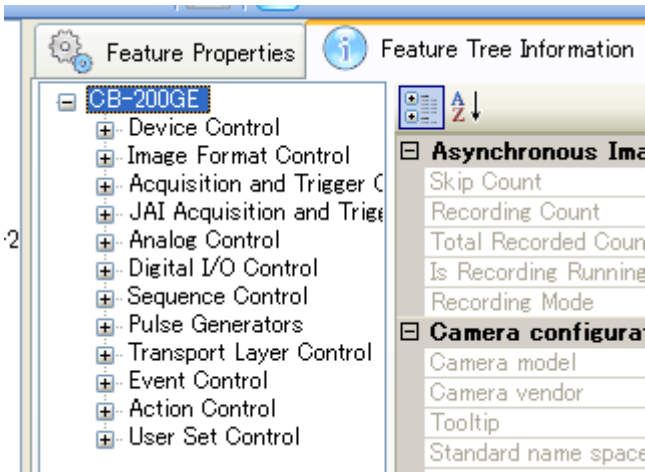 Feature Properties
Feature Tree Information
CB-200GE
Device Control
Image Format Control
Acquisition and Trigger C
JAI Acquisition and Trigg
Analog Control
Digital I/O Control
Sequence Control
Pulse Generators
Transport Layer Control
Event Control
Action Control
User Set Control
-2
Asynchronous Ima
Skip Count
Recording Count
Total Recorded Coun
Is Recording Running
Recording Mode
Camera configurat
Camera model
Camera vendor
Tooltip
Standard name space